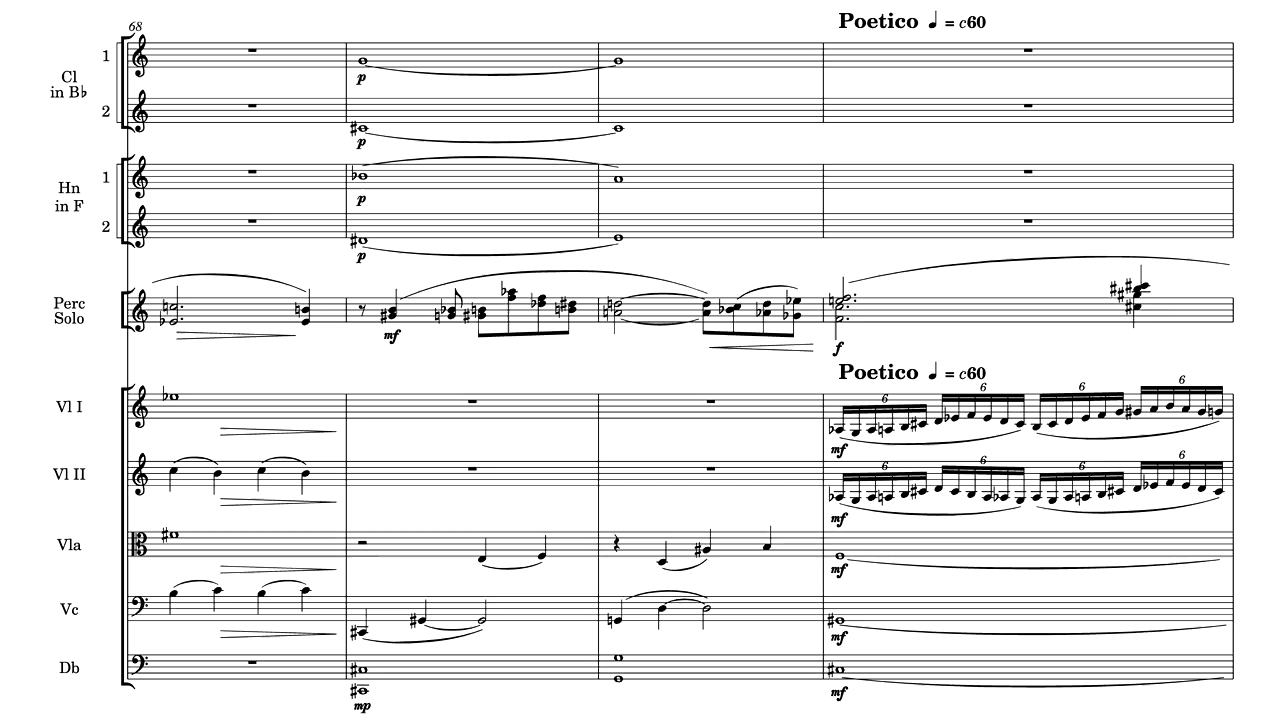 68
Poetico ♩ = c60
1
Cl
in B♭
2
p
p
1
Hn
in F
2
p
p
Perc
Solo
mf
f
Poetico ♩ = c60
Vl I
6 6 6 6
mf
Vl II
6 6 6 6
mf
Vla
mf
Vc
mf
Db
mp
mf